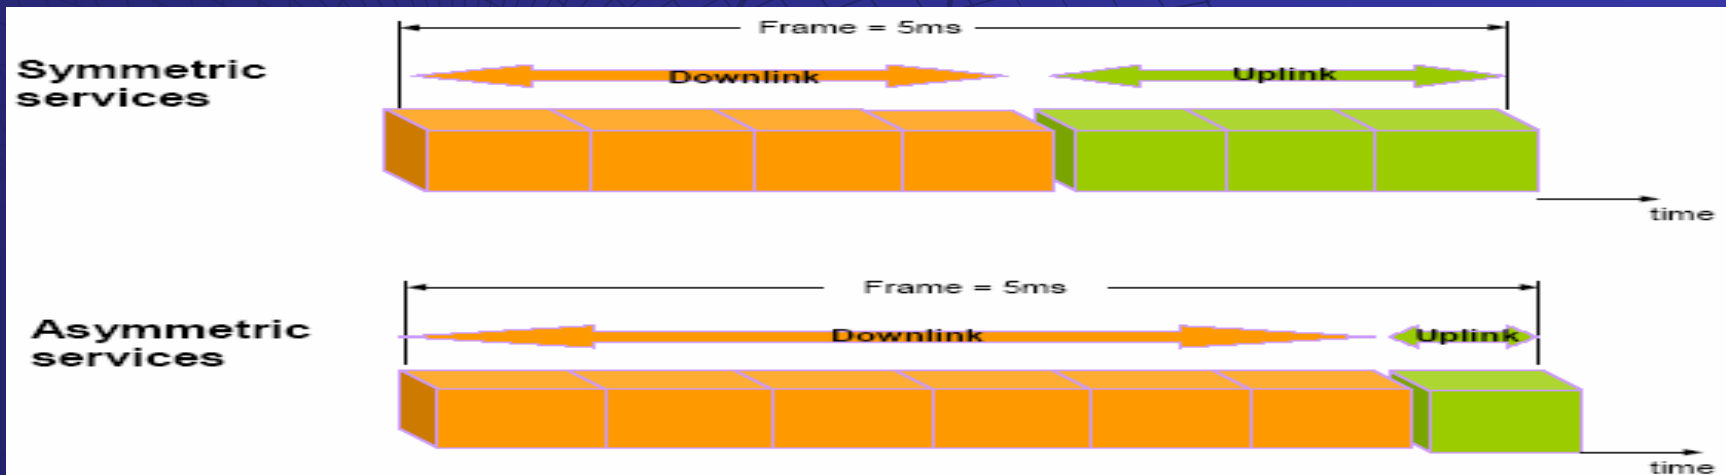 Frame = 5ms
Symmetric
services
Downlink
Uplink
time
Frame = 5ms
Asymmetric
services
Downlink
Uplink
time